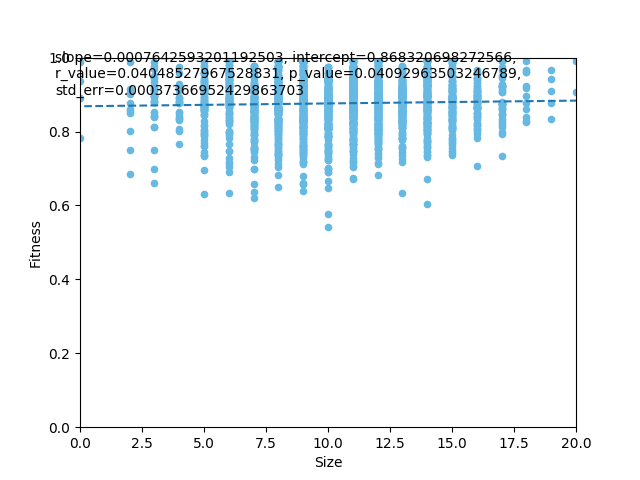 slope=0.0007642593201192503, intercept=0.868320698272566,
r_value=0.04048527967528831, p_value=0.04092963503246789,
std_err=0.00037366952429863703
1.0
0.8
0.6
0.4
0.2
0.0
Fitness
0.0 2.5 5.0 7.5 10.0 12.5 15.0 17.5 20.0
Size